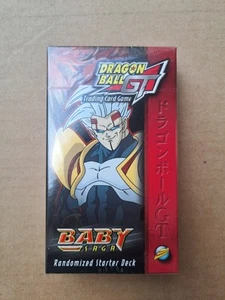 DRAGON
BALL GT
Trading Card Game
ドラゴンボールGT
BABY
SAGA
Randomized Starter Deck